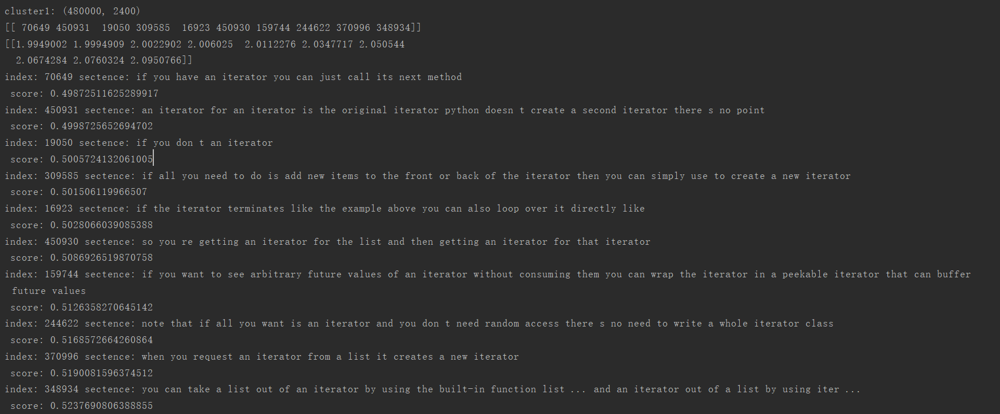 cluster1: (480000, 2400)
[[ 70649 450931  19050 309585  16923 450930 159744 244622 370996 348934]]
[[1.9949002 1.9994909 2.0022902 2.006025  2.0112276 2.0347717 2.050544
  2.0674284 2.0760324 2.0950766]]
index: 70649 sectence: if you have an iterator you can just call its next method
 score: 0.49872511625289917
index: 450931 sectence: an iterator for an iterator is the original iterator python doesn t create a second iterator there s no point
 score: 0.4998725652694702
index: 19050 sectence: if you don t an iterator
 score: 0.5005724132061005
index: 309585 sectence: if all you need to do is add new items to the front or back of the iterator then you can simply use to create a new iterator
 score: 0.501506119966507
index: 16923 sectence: if the iterator terminates like the example above you can also loop over it directly like
 score: 0.5028066039085388
index: 450930 sectence: so you re getting an iterator for the list and then getting an iterator for that iterator
 score: 0.5086926519870758
index: 159744 sectence: if you want to see arbitrary future values of an iterator without consuming them you can wrap the iterator in a peekable iterator that can buffer
 future values
 score: 0.5126358270645142
index: 244622 sectence: note that if all you want is an iterator and you don t need random access there s no need to write a whole iterator class
 score: 0.5168572664260864
index: 370996 sectence: when you request an iterator from a list it creates a new iterator
 score: 0.5190081596374512
index: 348934 sectence: you can take a list out of an iterator by using the built-in function list ... and an iterator out of a list by using iter ...
 score: 0.5237690806388855